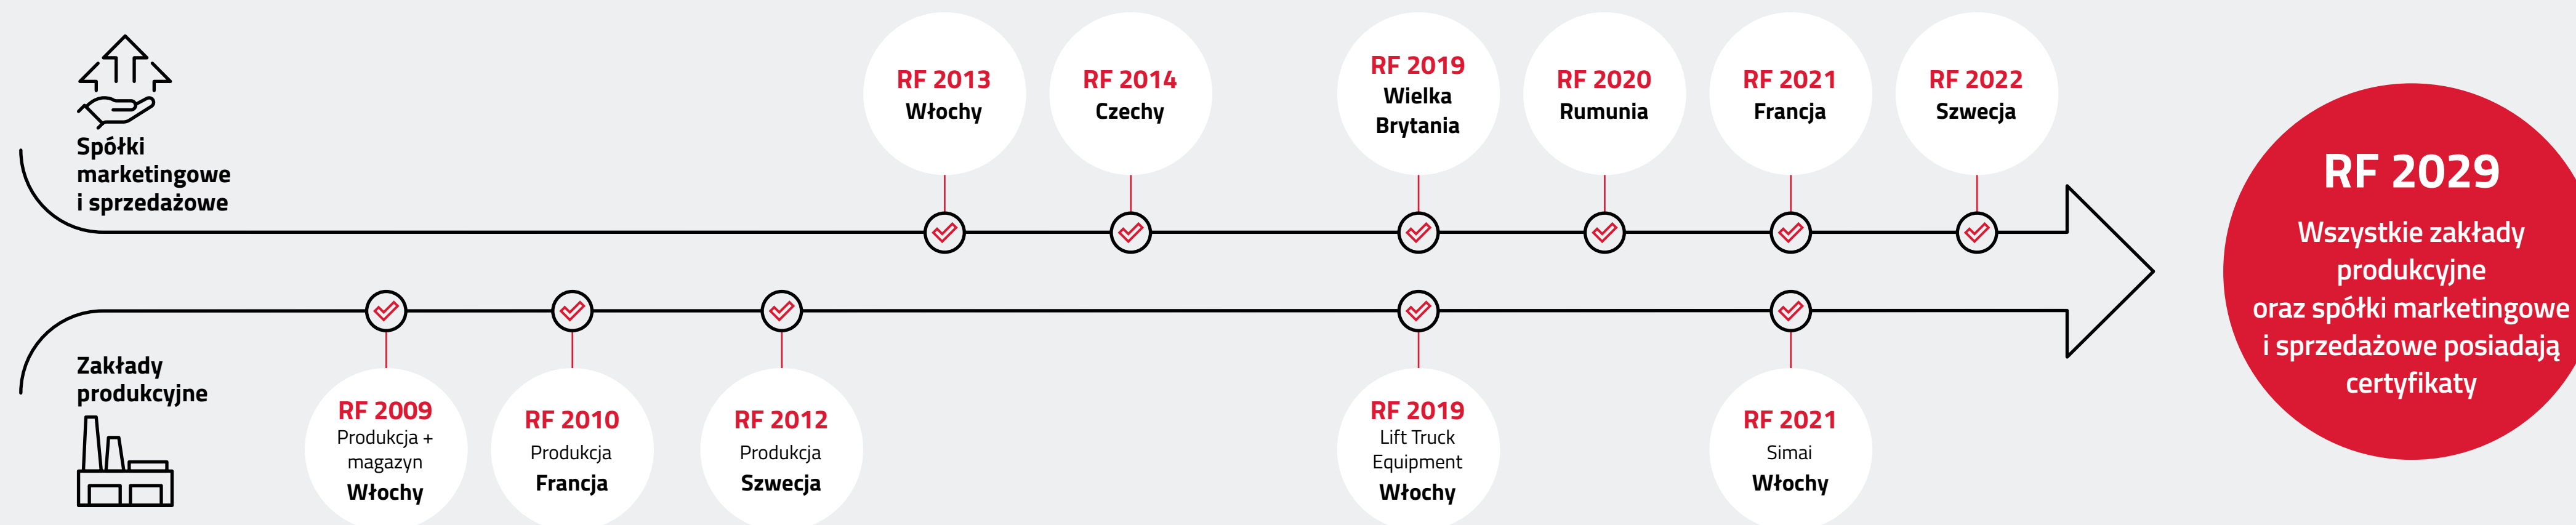 Spółki
marketingowe
i sprzedażowe
RF 2013
Włochy
RF 2014
Czechy
RF 2019
Wielka
Brytania
RF 2020
Rumunia
RF 2021
Francja
RF 2022
Szwecja
Zakłady
produkcyjne
RF 2009
Produkcja +
magazyn
Włochy
RF 2010
Produkcja
Francja
RF 2012
Produkcja
Szwecja
RF 2019
Lift Truck
Equipment
Włochy
RF 2021
Simai
Włochy
RF 2029
Wszystkie zakłady
produkcyjne
oraz spółki marketingowe
i sprzedażowe posiadają
certyfikaty